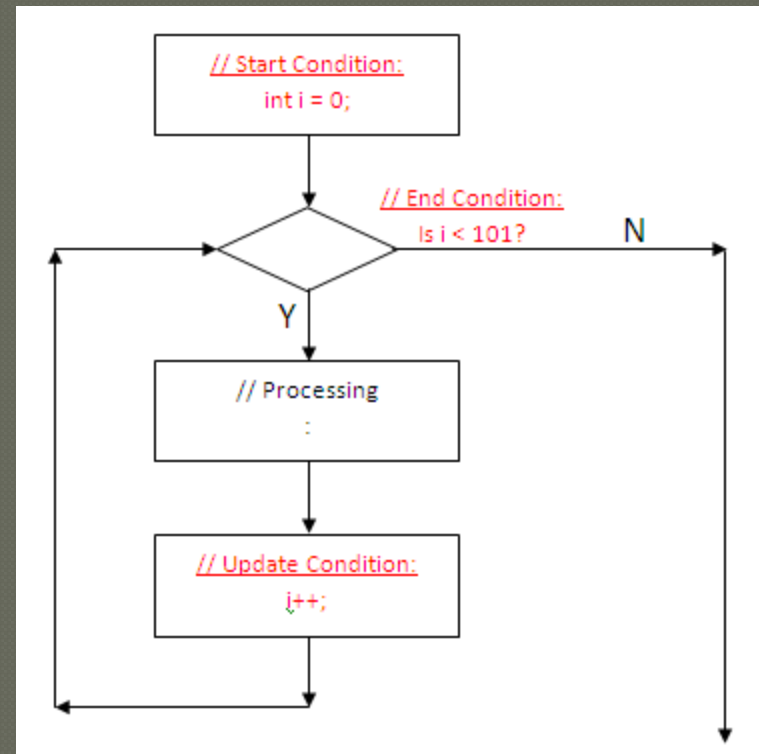 // Start Condition:
int i = 0;
// End Condition:
Is i < 101?
N
Y
// Processing
:
// Update Condition:
i++;